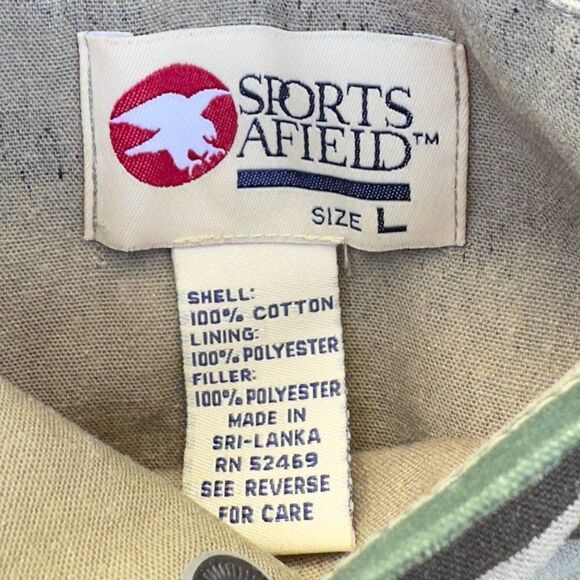 SPORTS
AFIELD™
SIZE L
SHELL:
100% COTTON
LINING:
100% POLYESTER
FILLER:
100% POLYESTER
MADE IN
SRI-LANKA
RN 52469
SEE REVERSE
FOR CARE